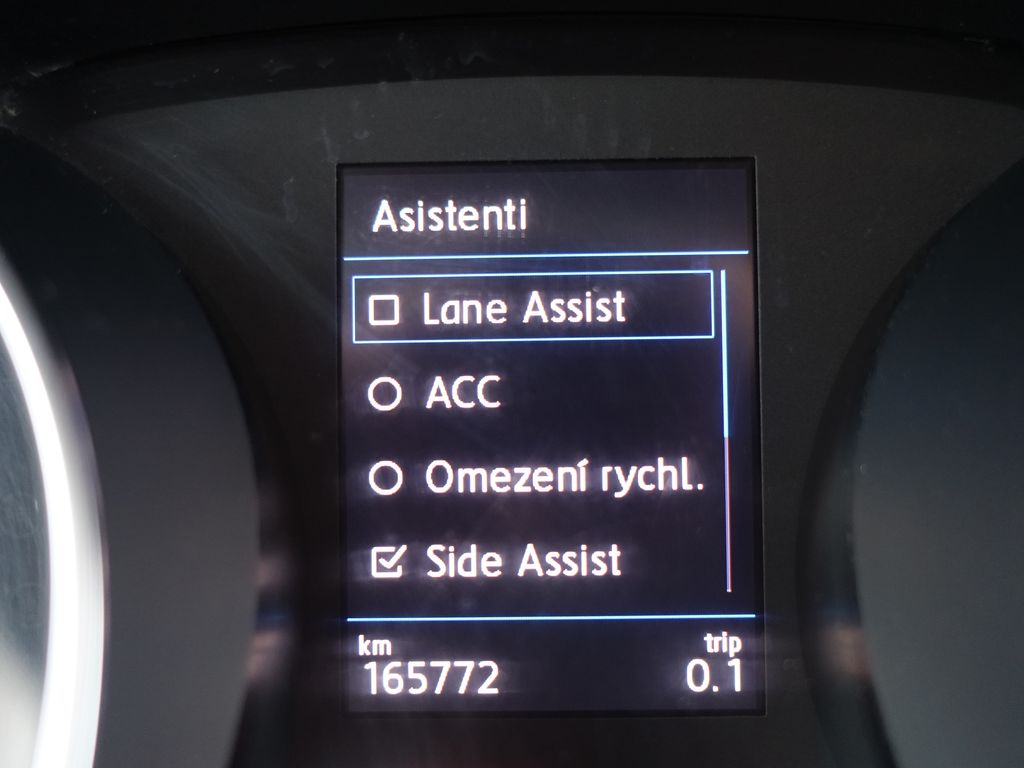 Asistenti
Lane Assist
ACC
Omezení rychl.
Side Assist
km trip
165772 0.1